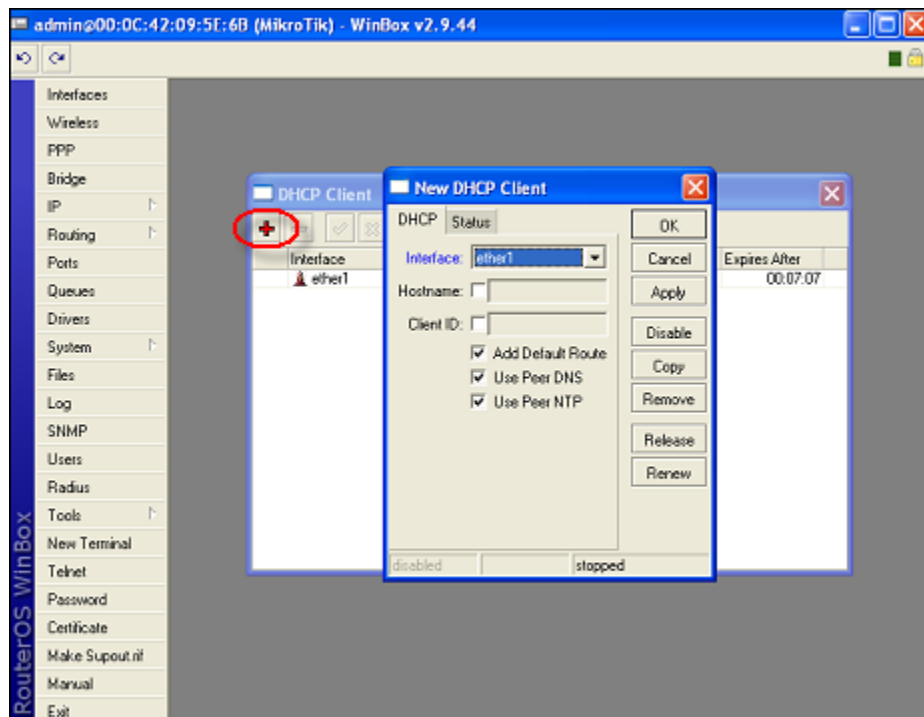 admin@00:0C:42:09:5E:6B (MikroTik) - WinBox v2.9.44
RouterOS WinBox
Interfaces
Wireless
PPP
Bridge
IP
Routing
Ports
Queues
Drivers
System
Files
Log
SNMP
Users
Radius
Tools
New Terminal
Telnet
Password
Certificate
Make Supout.rif
Manual
Exit
DHCP Client
Interface
Expires After
ether1
00:07:07
New DHCP Client
DHCP
Status
Interface: ether1
Hostname:
Client ID:
Add Default Route
Use Peer DNS
Use Peer NTP
OK
Cancel
Apply
Disable
Copy
Remove
Release
Renew
disabled
stopped